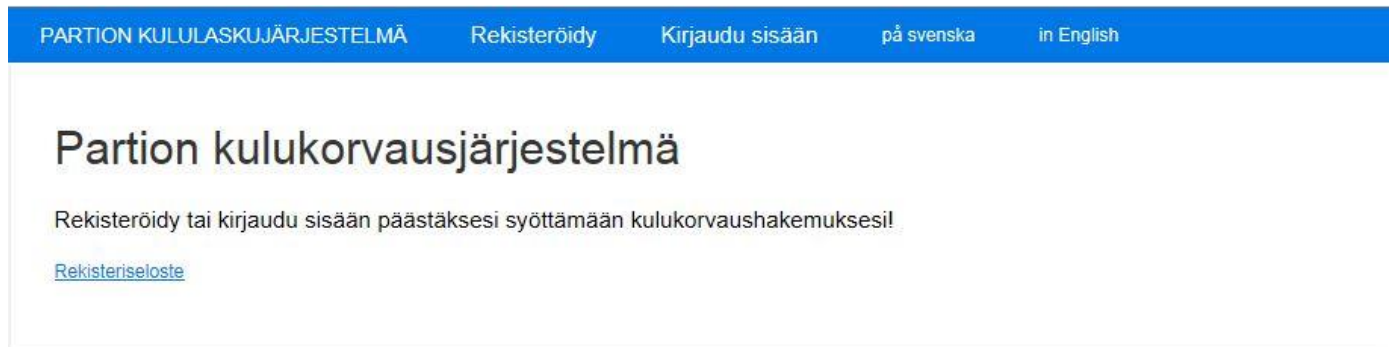 PARTION KULULASKUJÄRJESTELMÄ Rekisteröidy Kirjaudu sisään på svenska in English
Partion kulukorvausjärjestelmä
Rekisteröidy tai kirjaudu sisään päästäksesi syöttämään kulukorvaushakemuksesi!
Rekisteriseloste